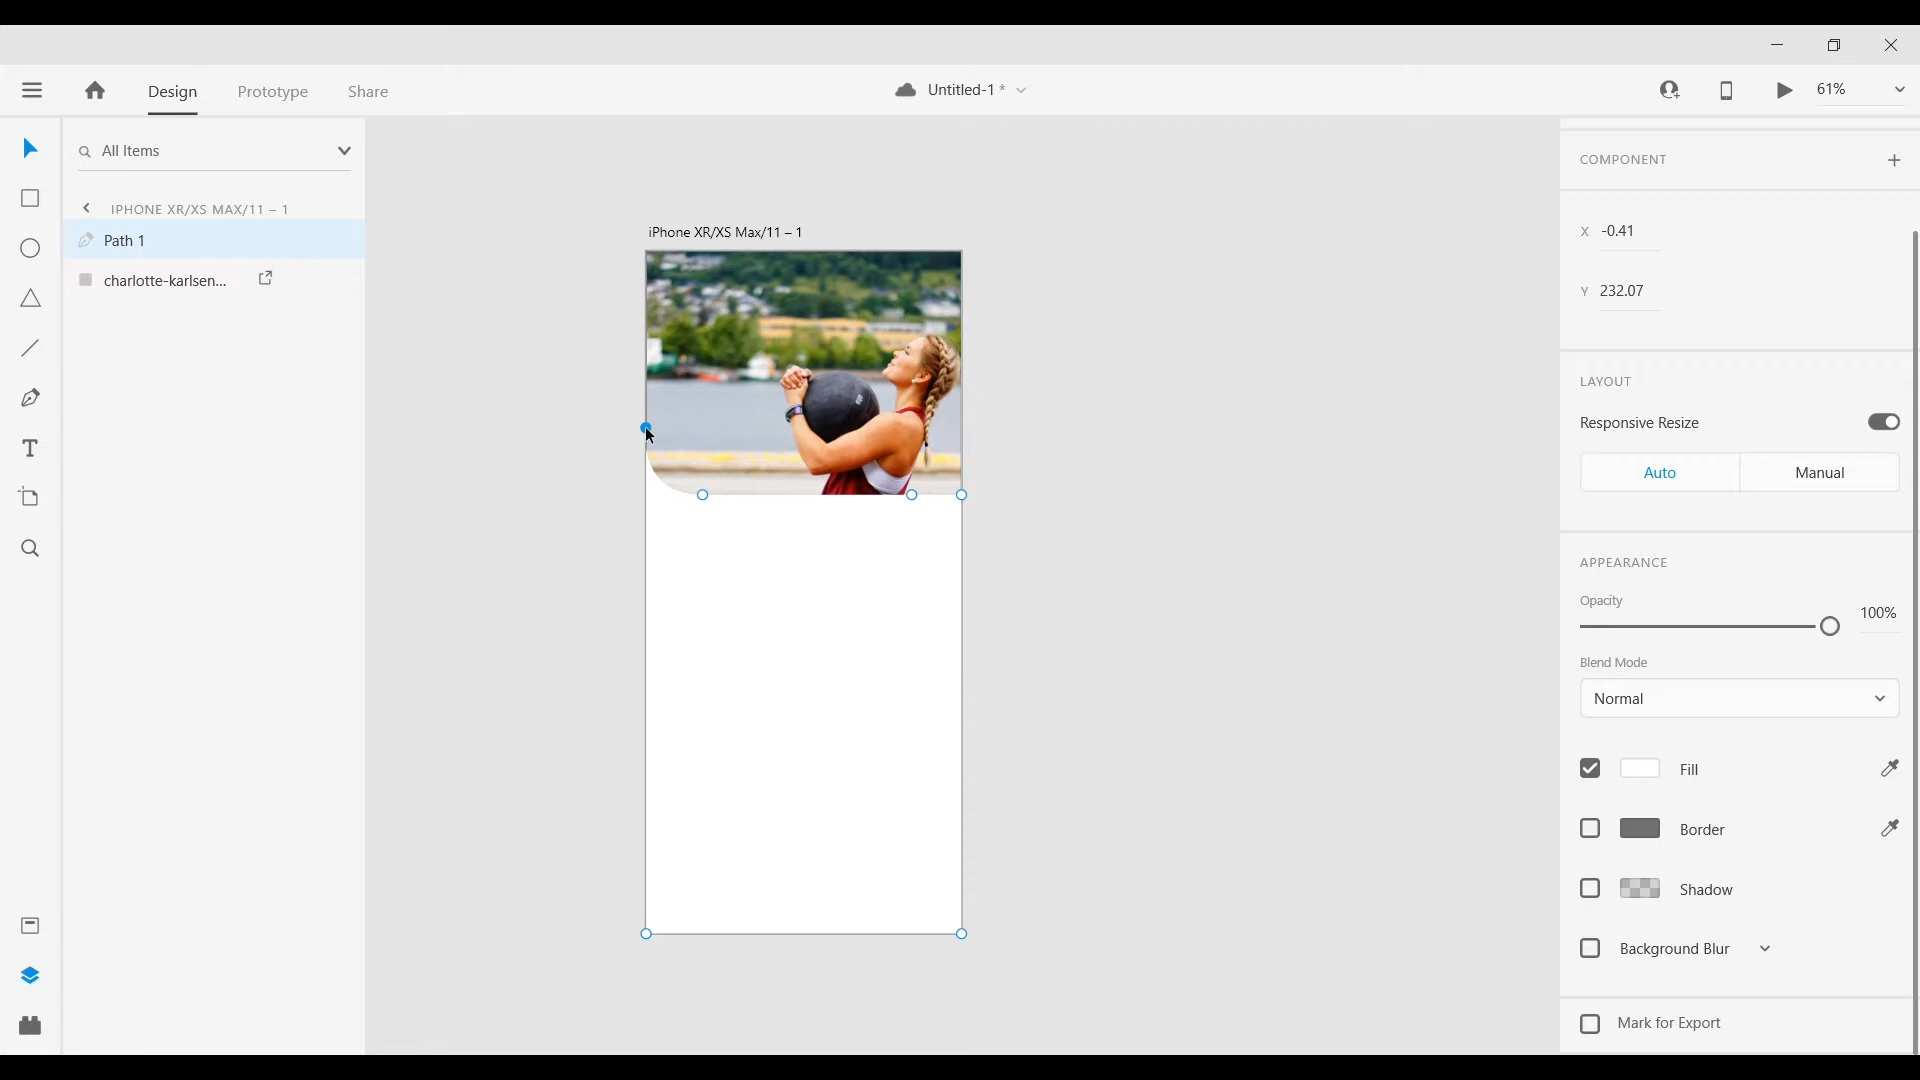 Design
Prototype
Share
Untitled-1 *
61%
All Items
IPHONE XR/XS MAX/11 – 1
Path 1
charlotte-karlsen...
iPhone XR/XS Max/11 – 1
COMPONENT
X -0.41
Y 232.07
LAYOUT
Responsive Resize
Auto
Manual
APPEARANCE
Opacity
100%
Blend Mode
Normal
Fill
Border
Shadow
Background Blur
Mark for Export